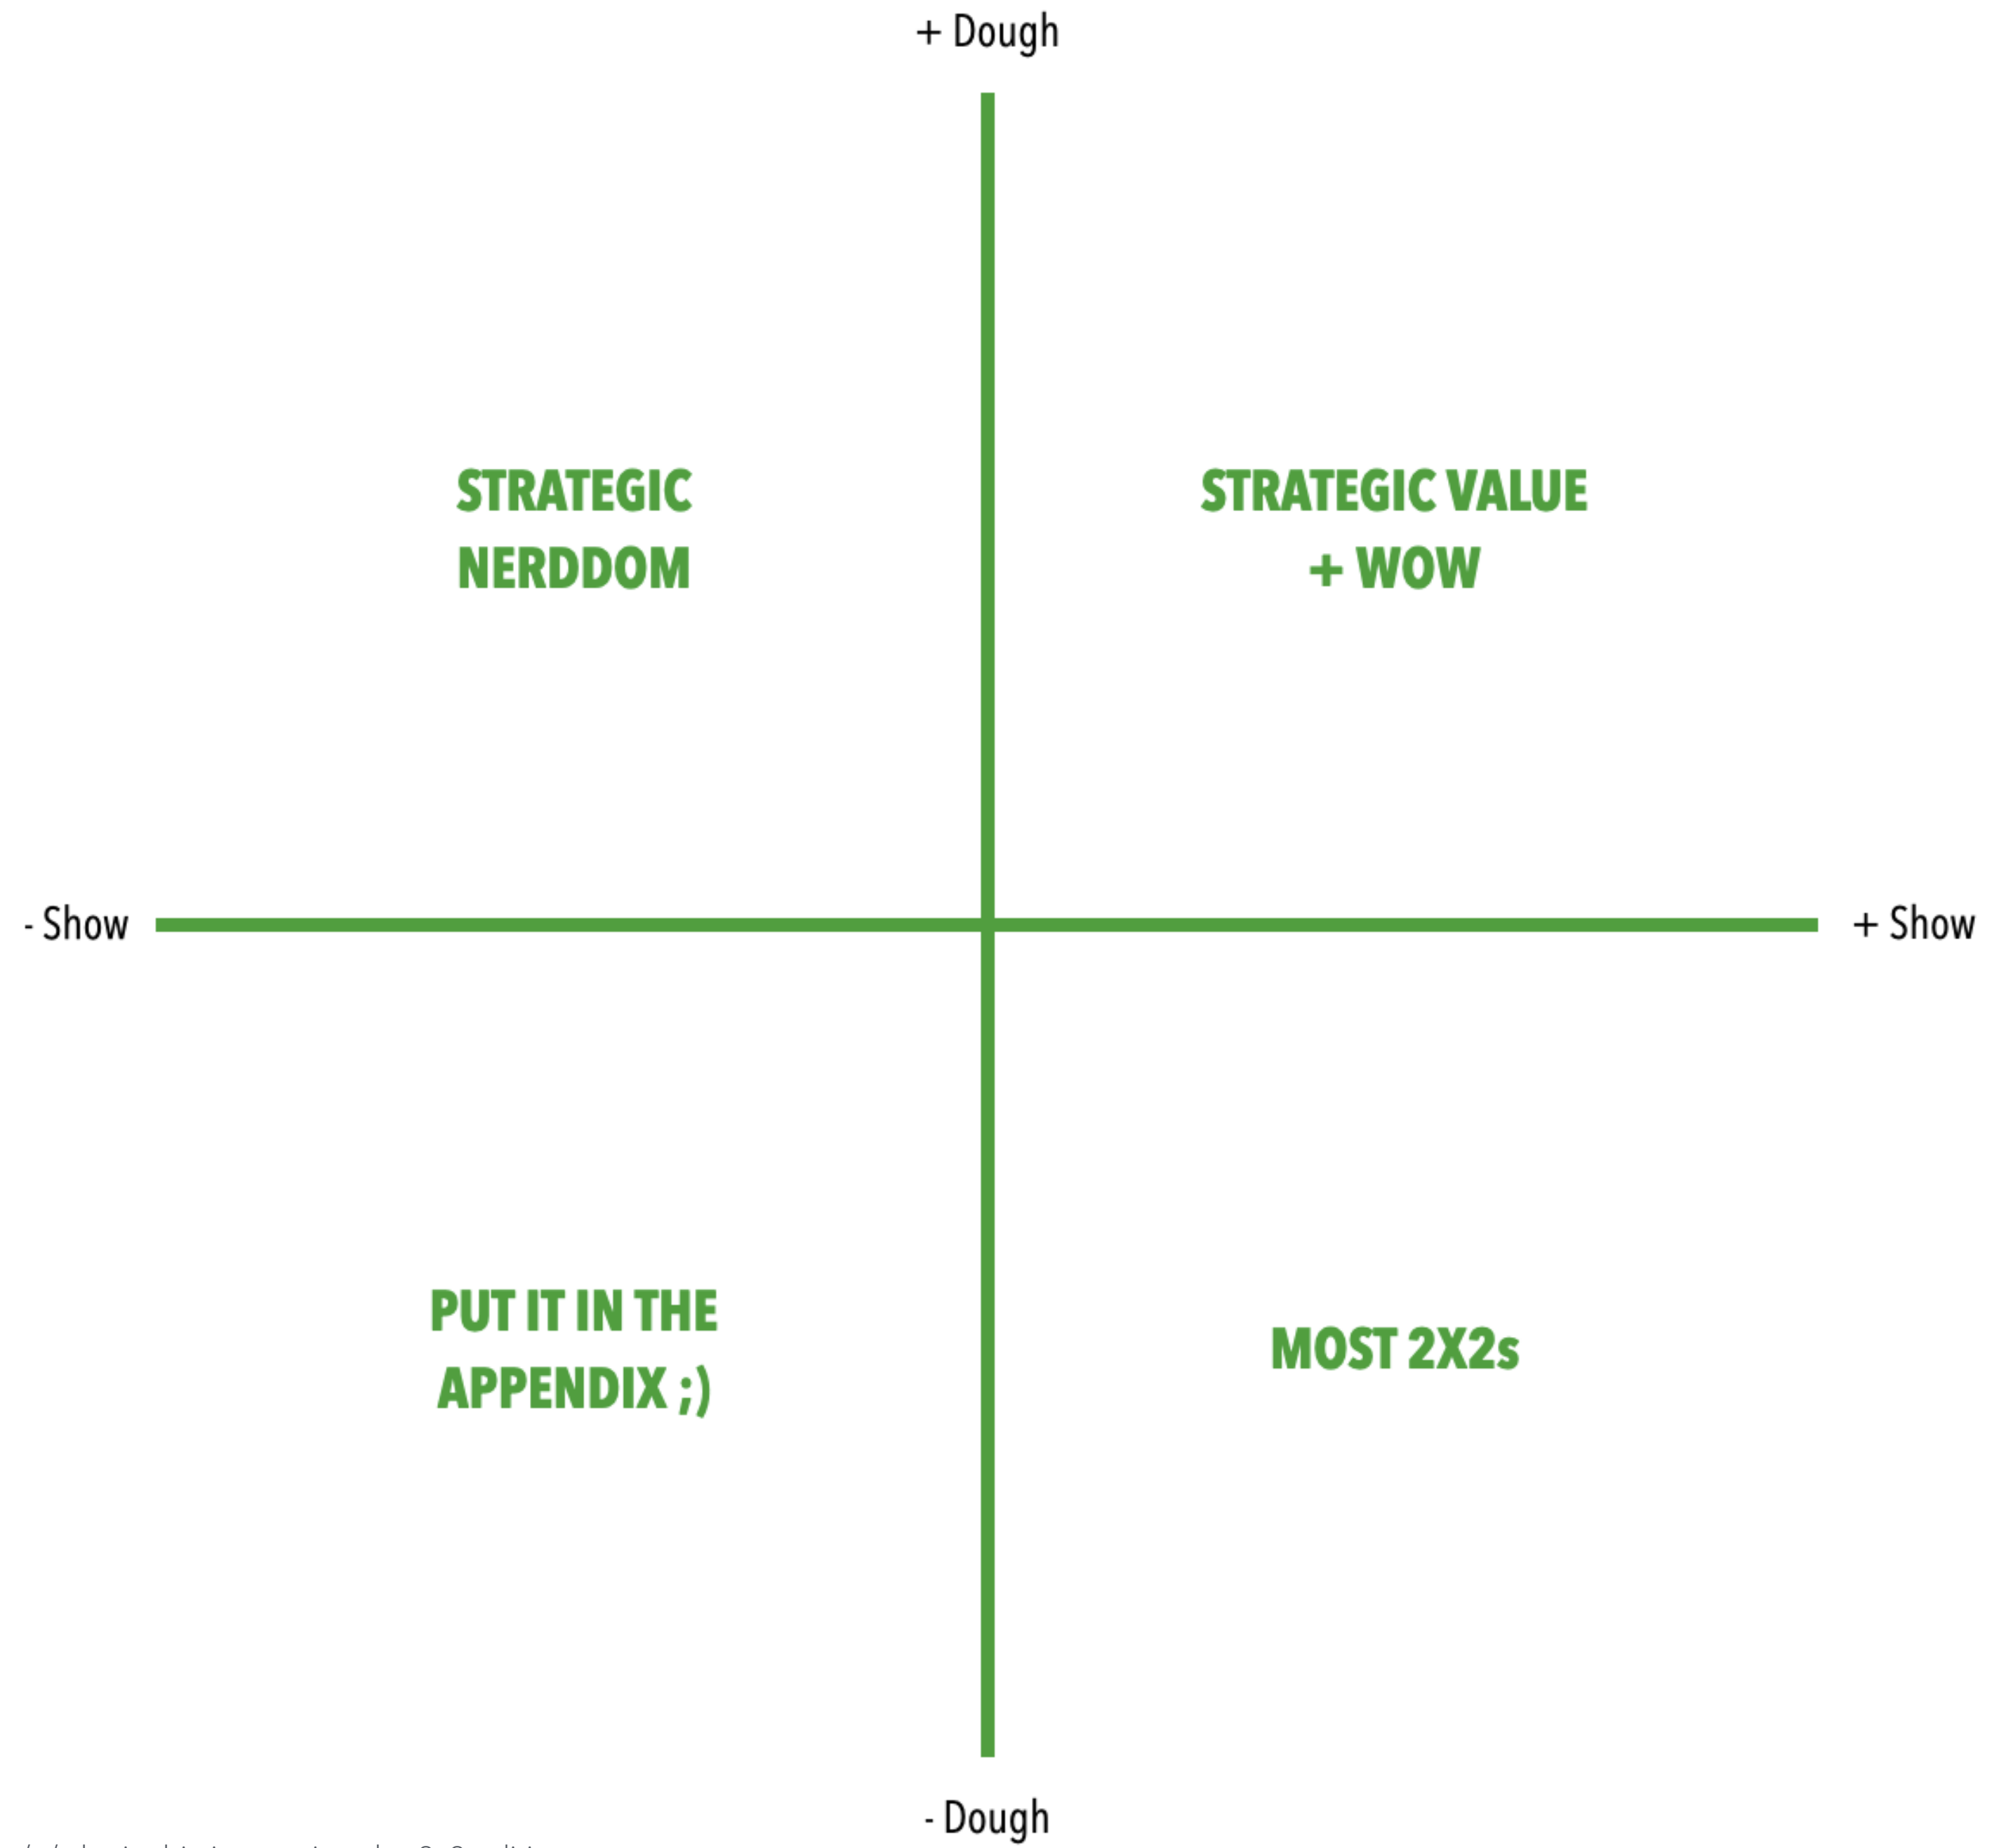 + Dough
STRATEGIC
NERDDOM
STRATEGIC VALUE
+ WOW
- Show
+ Show
PUT IT IN THE
APPENDIX ;)
MOST 2X2s
- Dough